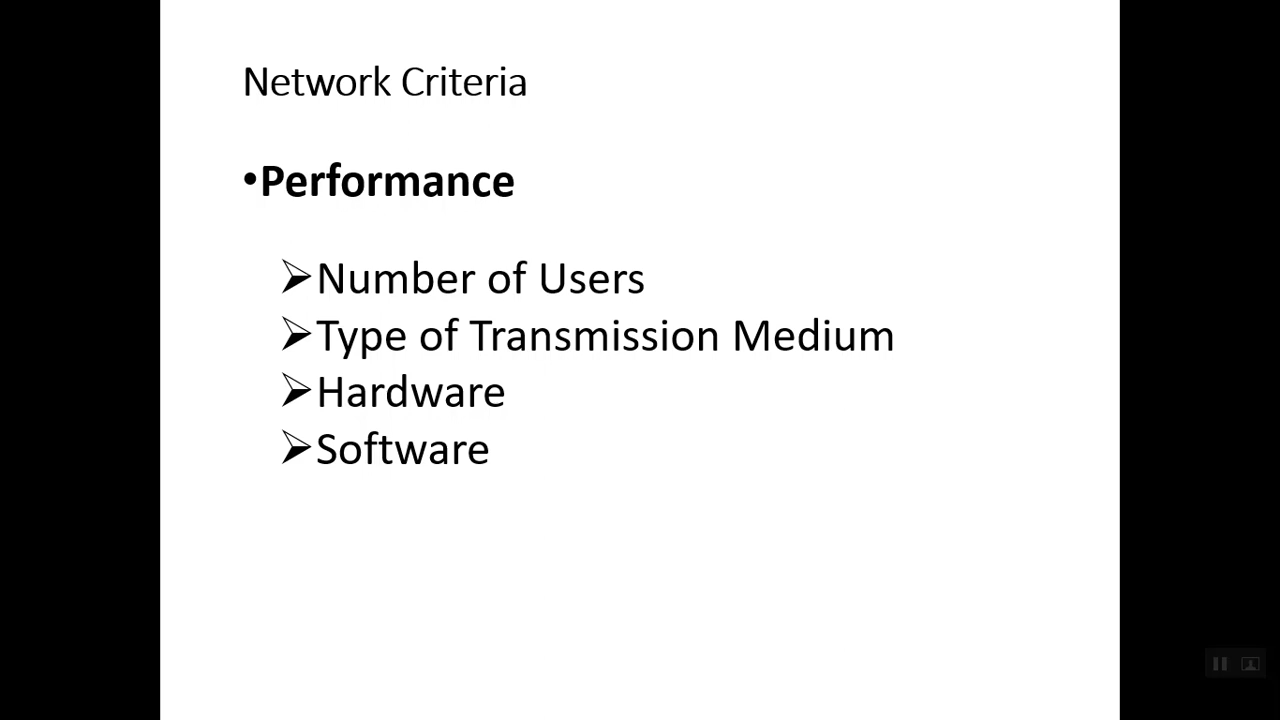 Network Criteria
•Performance
➢Number of Users
➢Type of Transmission Medium
➢Hardware
➢Software